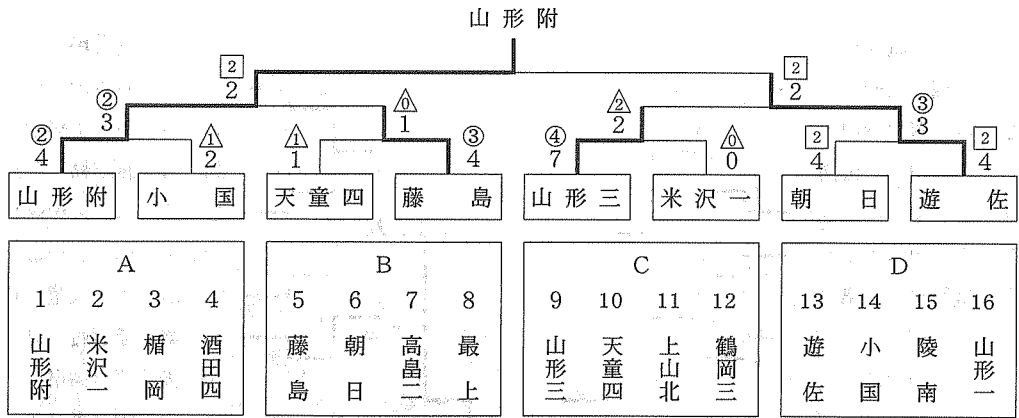 山形附
2 2
2 2
② △0 △2 ③
3 1 2 3
② △1 △1 ③ ④ △0 2 2
4 2 1 4 7 0 4 4
山形附 小国 天童四 藤島 山形三 米沢一 朝日 遊佐
A B C D
1 2 3 4 5 6 7 8 9 10 11 12 13 14 15 16
山形附
米沢一
楯岡
酒田四
藤島
朝日
高畠二
最上
山形三
天童四
上山北
鶴岡三
遊佐
小国
陵南
山形一